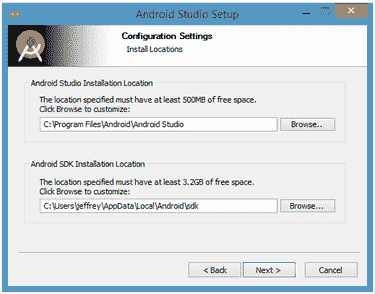 Android Studio Setup
Configuration Settings
Install Locations
Android Studio Installation Location
The location specified must have at least 500MB of free space.
Click Browse to customize:
C:\Program Files\Android\Android Studio
Browse..
Android SDK Installation Location
The location specified must have at least 3.2GB of free space.
Click Browse to customize:
C:\Users\jeffrey\AppData\Local\Android\sdk
Browse...
< Back
Next >
Cancel